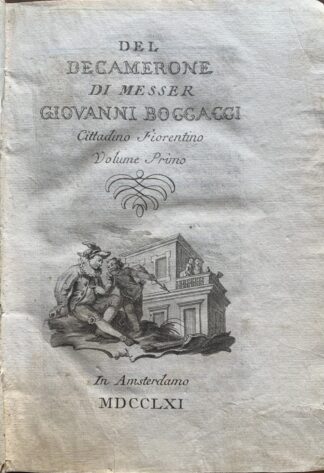 DEL
DECAMERONE
DI MESSER
GIOVANNI BOCCACCI
Cittadino Fiorentino
Volume Primo
In Amsterdamo
MDCCLXI